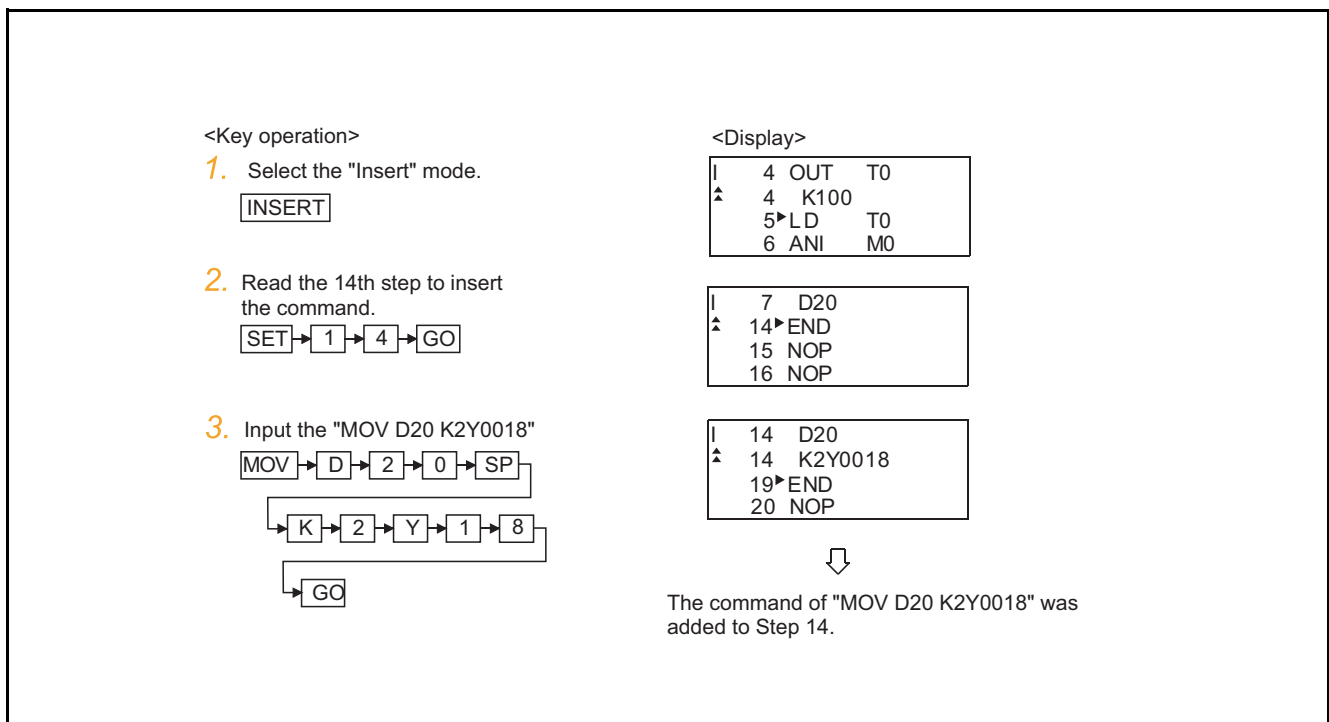 <Key operation>
1. Select the "Insert" mode.
INSERT
2. Read the 14th step to insert
the command.
SET 1 4 GO
3. Input the "MOV D20 K2Y0018"
MOV D 2 0 SP
K 2 Y 1 8
GO
<Display>
I 4 OUT T0
4 K100
5 LD T0
6 ANI M0
I 7 D20
14 END
15 NOP
16 NOP
I 14 D20
14 K2Y0018
19 END
20 NOP
The command of "MOV D20 K2Y0018" was
added to Step 14.